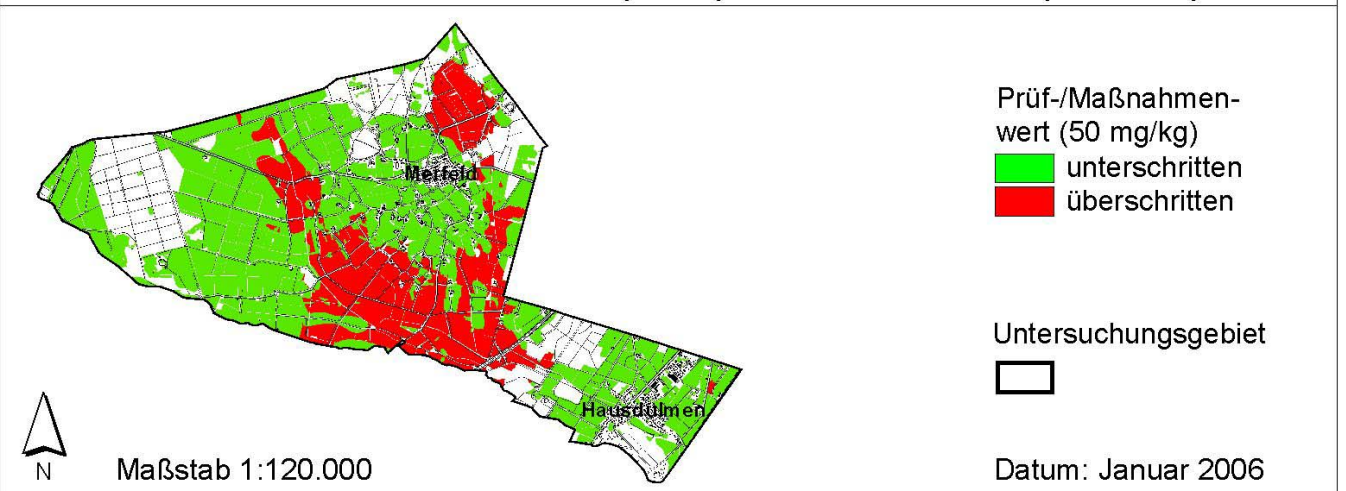 Merfeld
Hausdülmen
N
Maßstab 1:120.000
Prüf-/Maßnahmen-
wert (50 mg/kg)
unterschritten
überschritten
Untersuchungsgebiet
Datum: Januar 2006